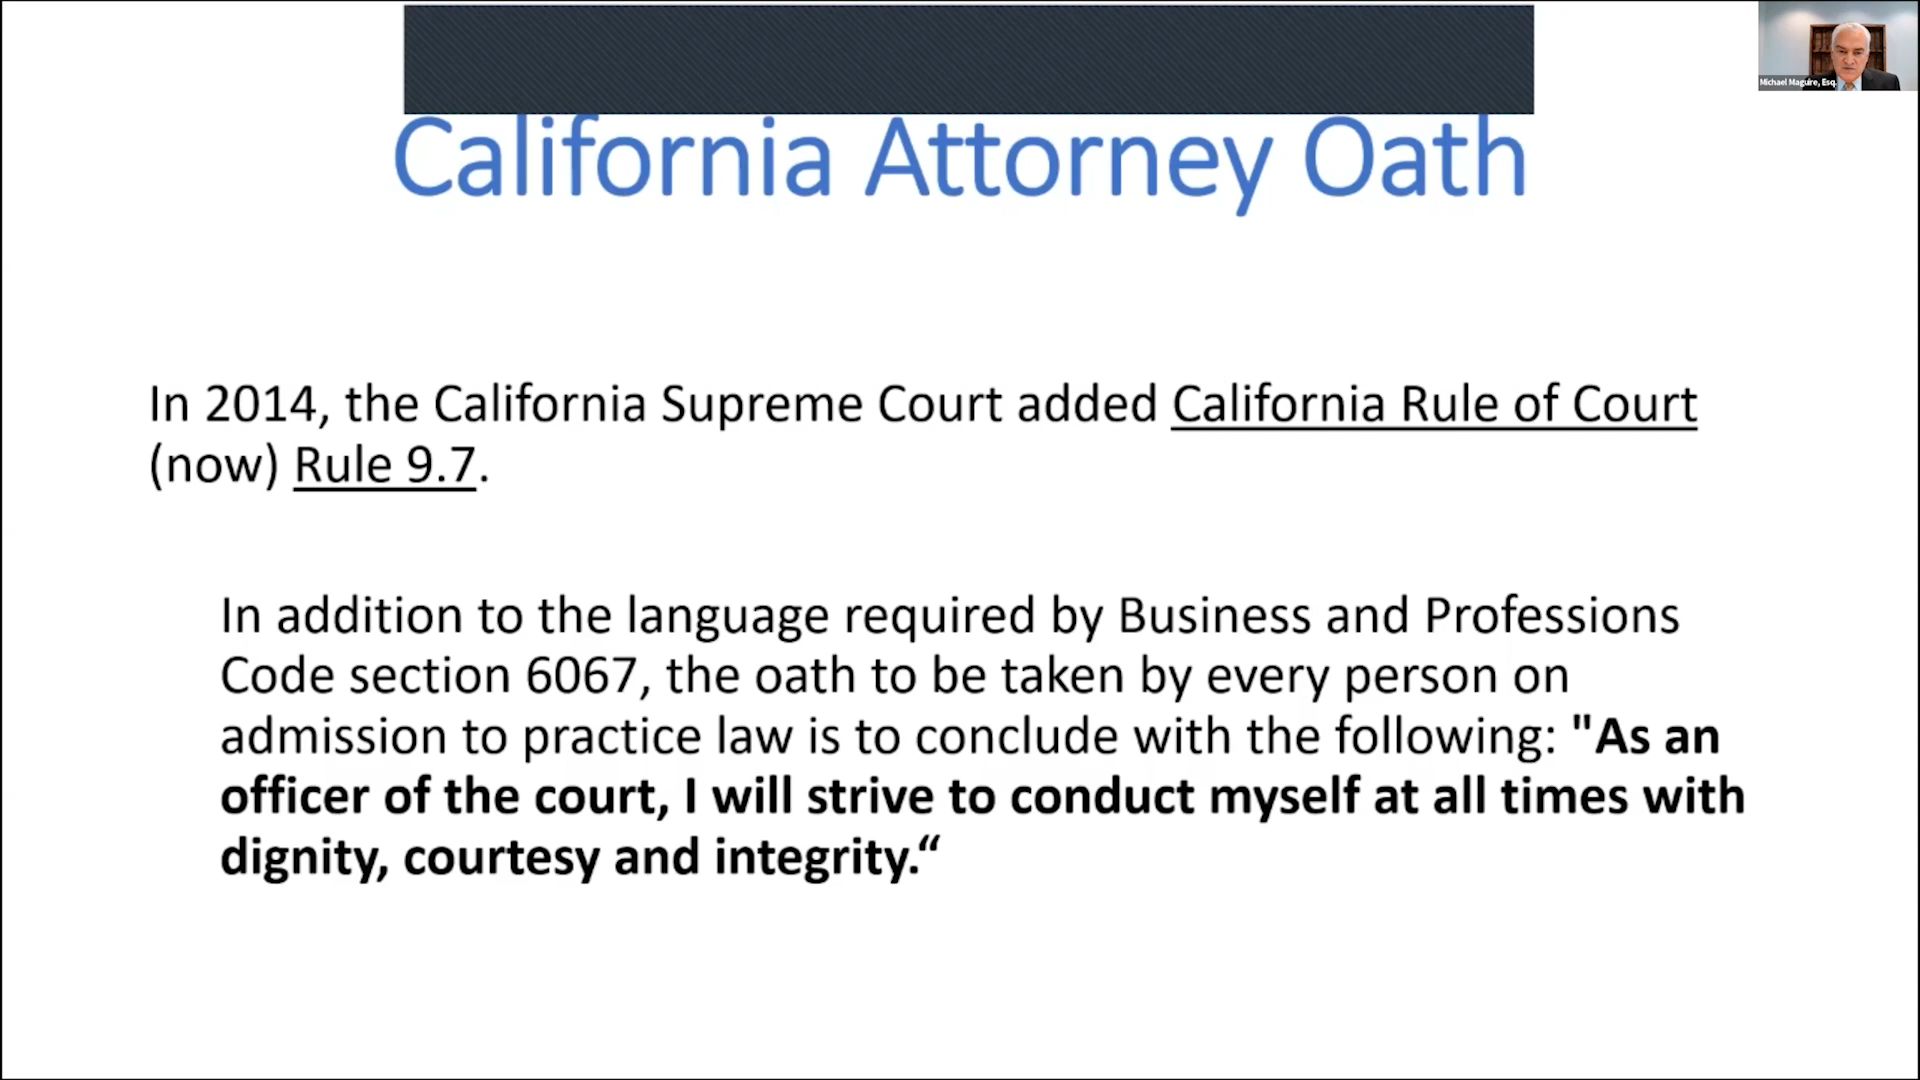 Michael Maguire, Esq.
California Attorney Oath
In 2014, the California Supreme Court added California Rule of Court
(now) Rule 9.7.
In addition to the language required by Business and Professions
Code section 6067, the oath to be taken by every person on
admission to practice law is to conclude with the following: "As an
officer of the court, I will strive to conduct myself at all times with
dignity, courtesy and integrity.“